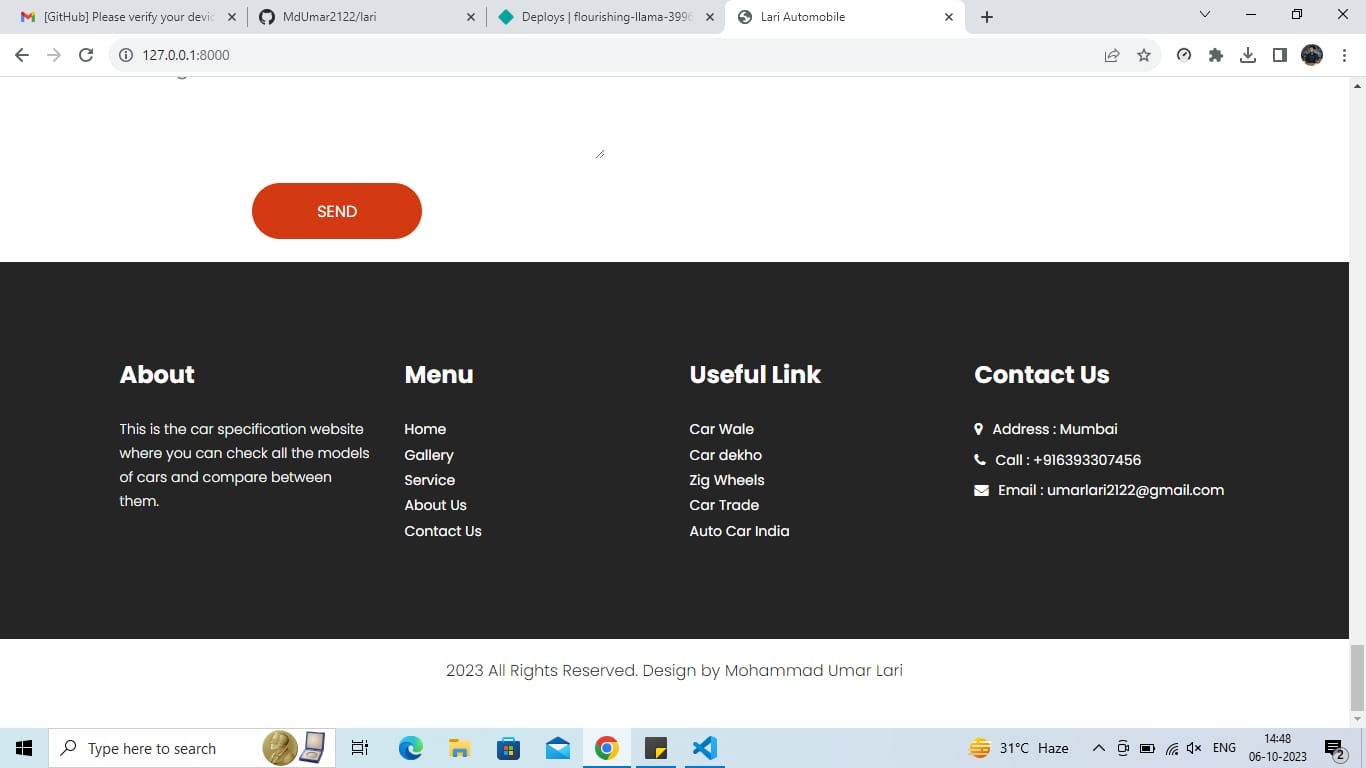 [GitHub] Please verify your devic
MdUmar2122/lari
Deploys | flourishing-llama-3996
Lari Automobile
127.0.0.1:8000
SEND
About
This is the car specification website
where you can check all the models
of cars and compare between
them.
Menu
Home
Gallery
Service
About Us
Contact Us
Useful Link
Car Wale
Car dekho
Zig Wheels
Car Trade
Auto Car India
Contact Us
Address : Mumbai
Call : +916393307456
Email : umarlari2122@gmail.com
2023 All Rights Reserved. Design by Mohammad Umar Lari
Type here to search
31°C Haze
ENG
14:48
06-10-2023
2